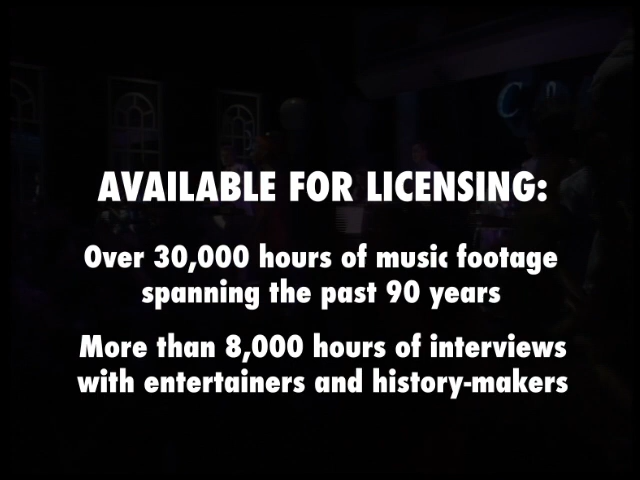 AVAILABLE FOR LICENSING:
Over 30,000 hours of music footage
spanning the past 90 years
More than 8,000 hours of interviews
with entertainers and history-makers